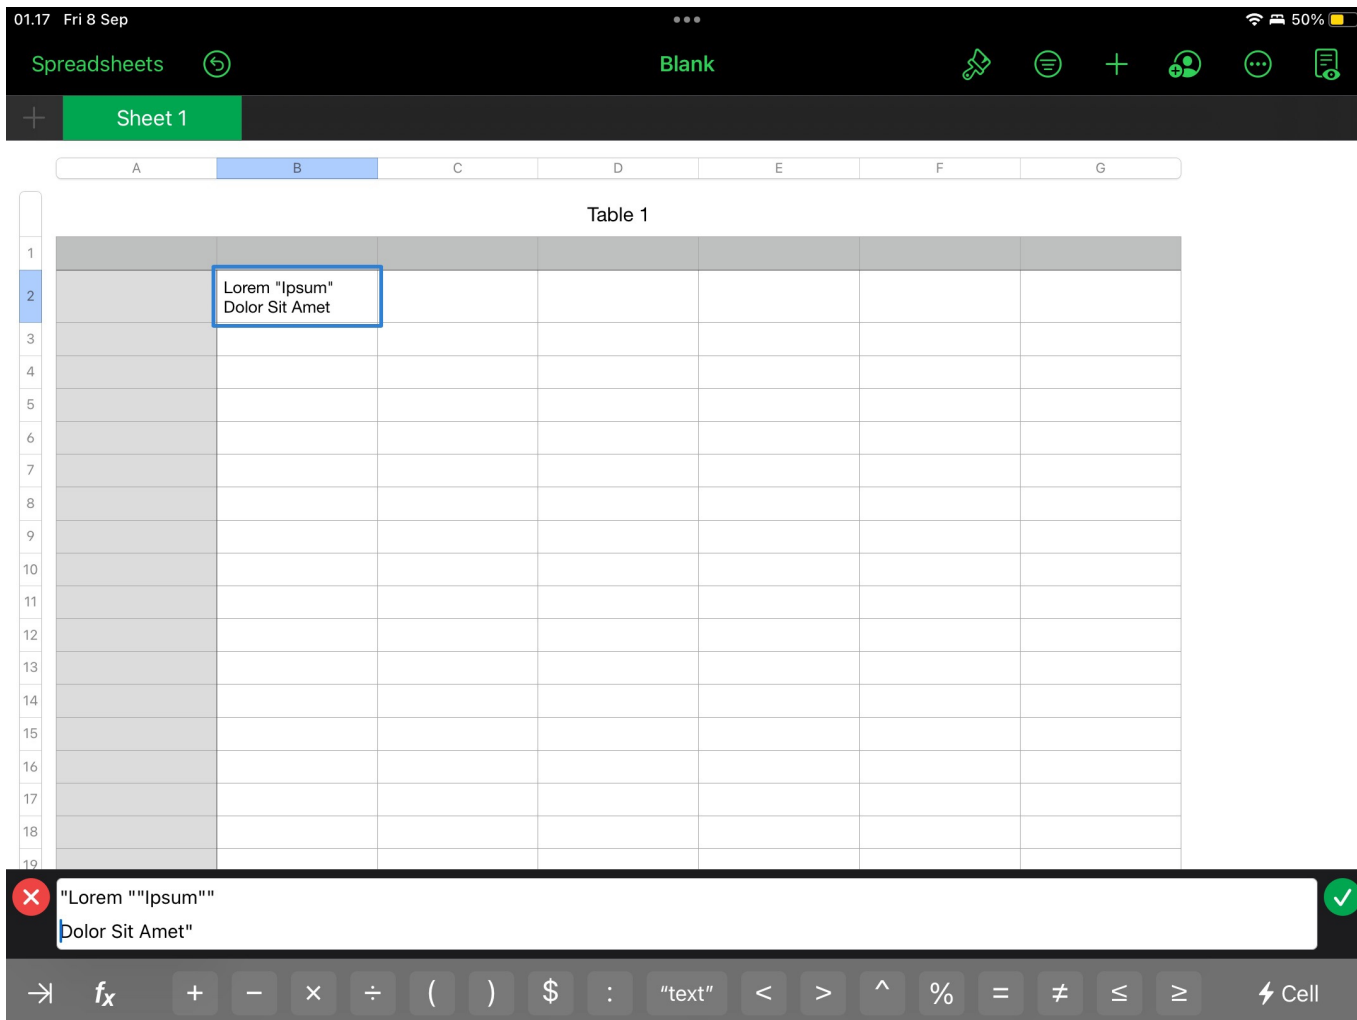 01.17 Fri 8 Sep
50%
Spreadsheets
Blank
Sheet 1
A B C D E F G
Table 1
1
2
Lorem "Ipsum"
Dolor Sit Amet
3
4
5
6
7
8
9
10
11
12
13
14
15
16
17
18
19
"Lorem ""Ipsum""
Dolor Sit Amet"
fx + − × ÷ ( ) $ : “text” < > ^ % = ≠ ≤ ≥ Cell